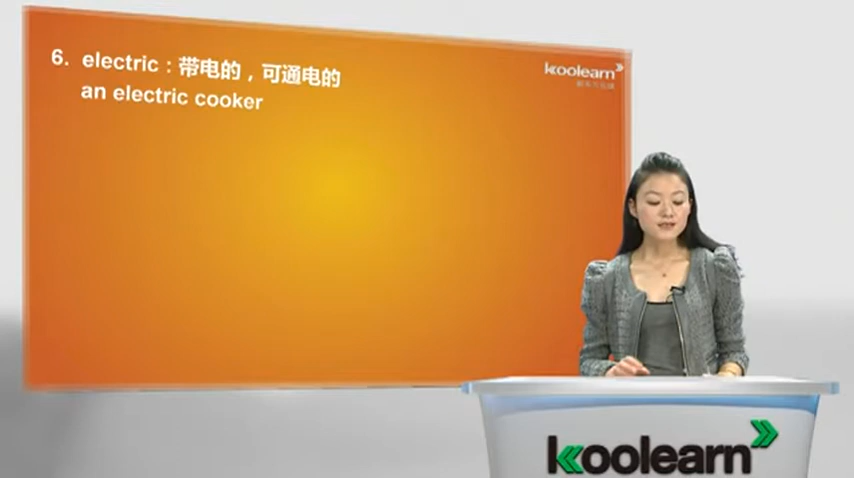 6. electric：带电的，可通电的
an electric cooker
koolearn
koolearn